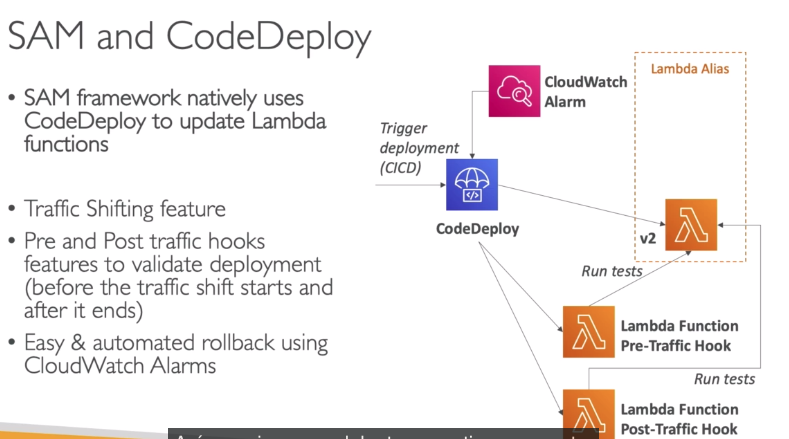 SAM and CodeDeploy
• SAM framework natively uses
CodeDeploy to update Lambda
functions
• Traffic Shifting feature
• Pre and Post traffic hooks
features to validate deployment
(before the traffic shift starts and
after it ends)
• Easy & automated rollback using
CloudWatch Alarms
CloudWatch
Alarm
Lambda Alias
Trigger
deployment
(CICD)
CodeDeploy
v2
Run tests
Lambda Function
Pre-Traffic Hook
Run tests
Lambda Function
Post-Traffic Hook